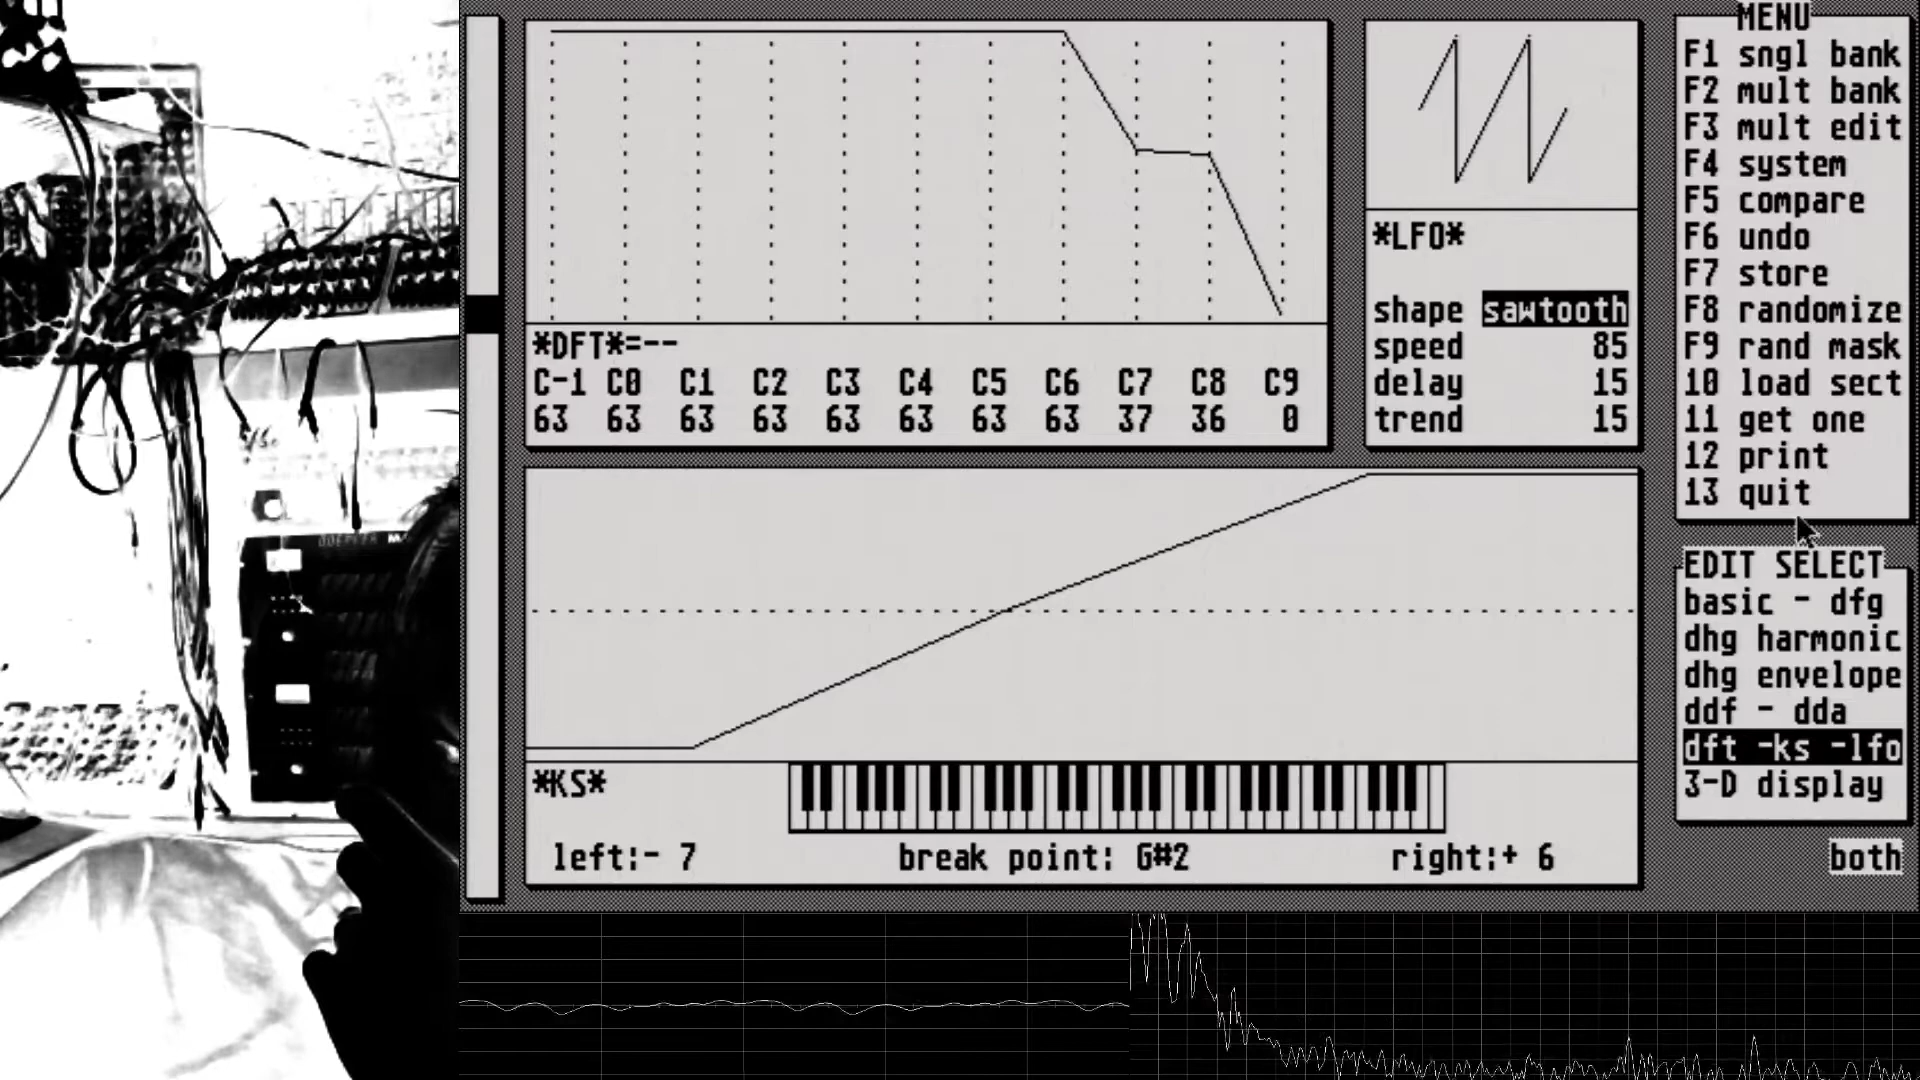 *DFT*=--
C-1 C0 C1 C2 C3 C4 C5 C6 C7 C8 C9
63 63 63 63 63 63 63 63 37 36 0
*LFO*
shape sawtooth
speed 85
delay 15
trend 15
*KS*
left:- 7 break point: G#2 right:+ 6
MENU
F1 sngl bank
F2 mult bank
F3 mult edit
F4 system
F5 compare
F6 undo
F7 store
F8 randomize
F9 rand mask
10 load sect
11 get one
12 print
13 quit
EDIT SELECT
basic - dfg
dhg harmonic
dhg envelope
ddf - dda
dft -ks -lfo
3-D display
both
DOEPFER